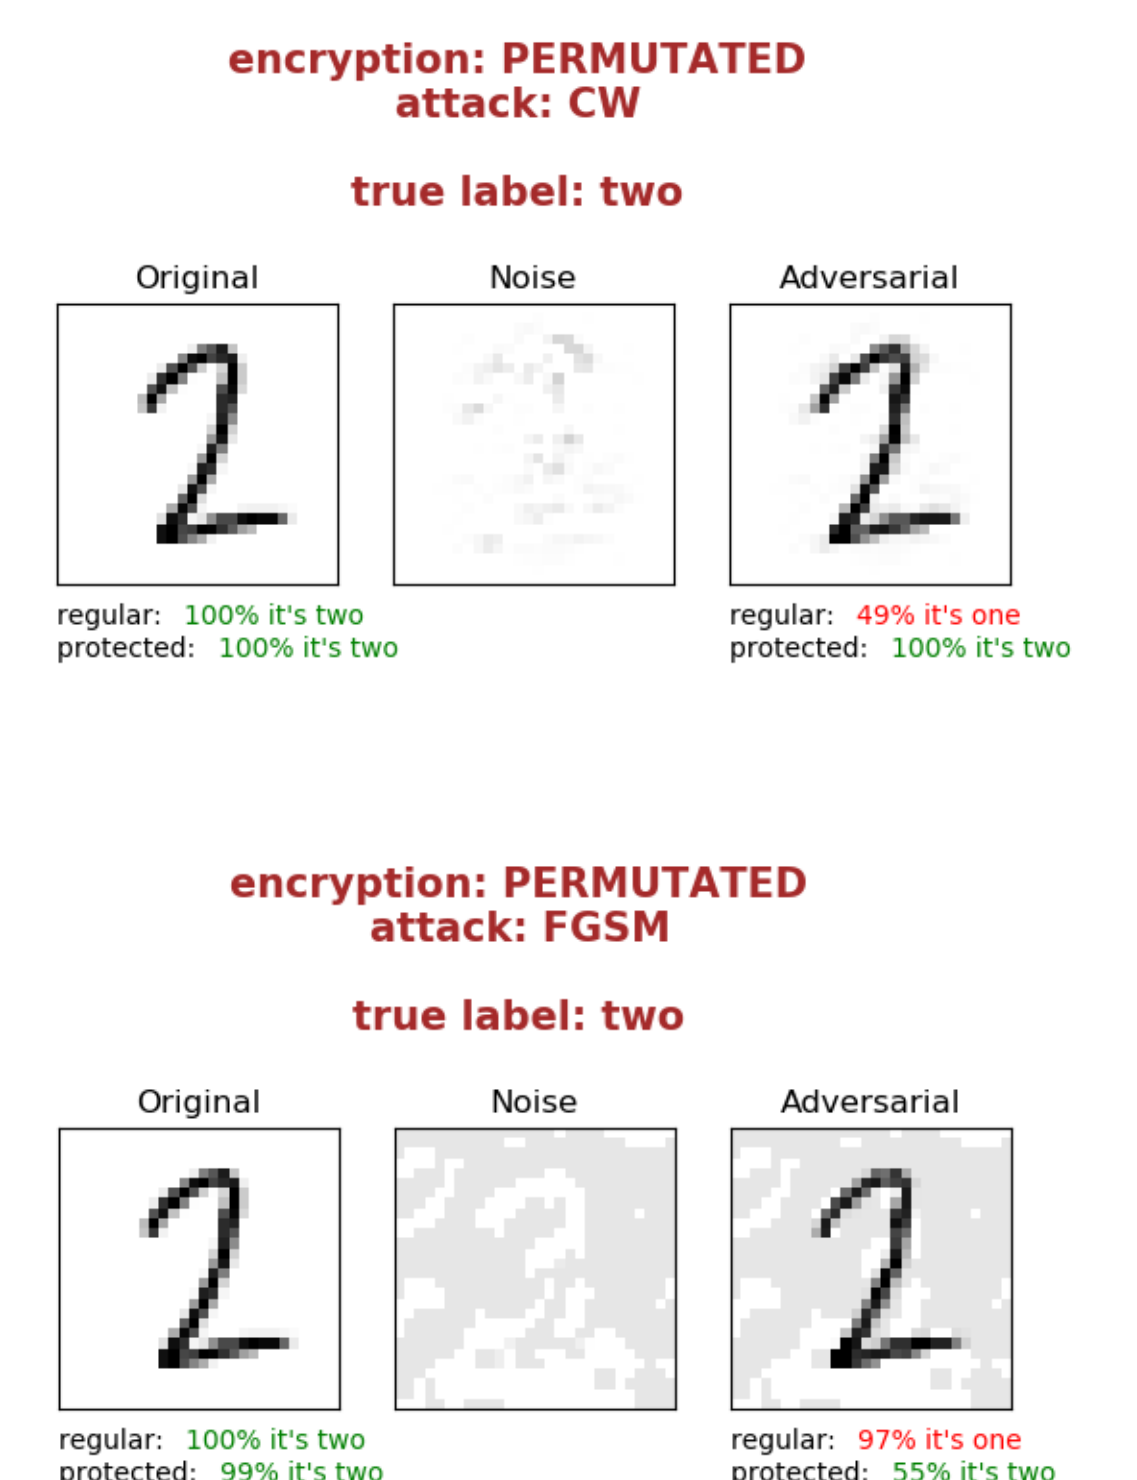 encryption: PERMUTATED
attack: CW
true label: two
Original Noise Adversarial
regular: 100% it's two regular: 49% it's one
protected: 100% it's two protected: 100% it's two
encryption: PERMUTATED
attack: FGSM
true label: two
Original Noise Adversarial
regular: 100% it's two regular: 97% it's one
protected: 99% it's two protected: 55% it's two